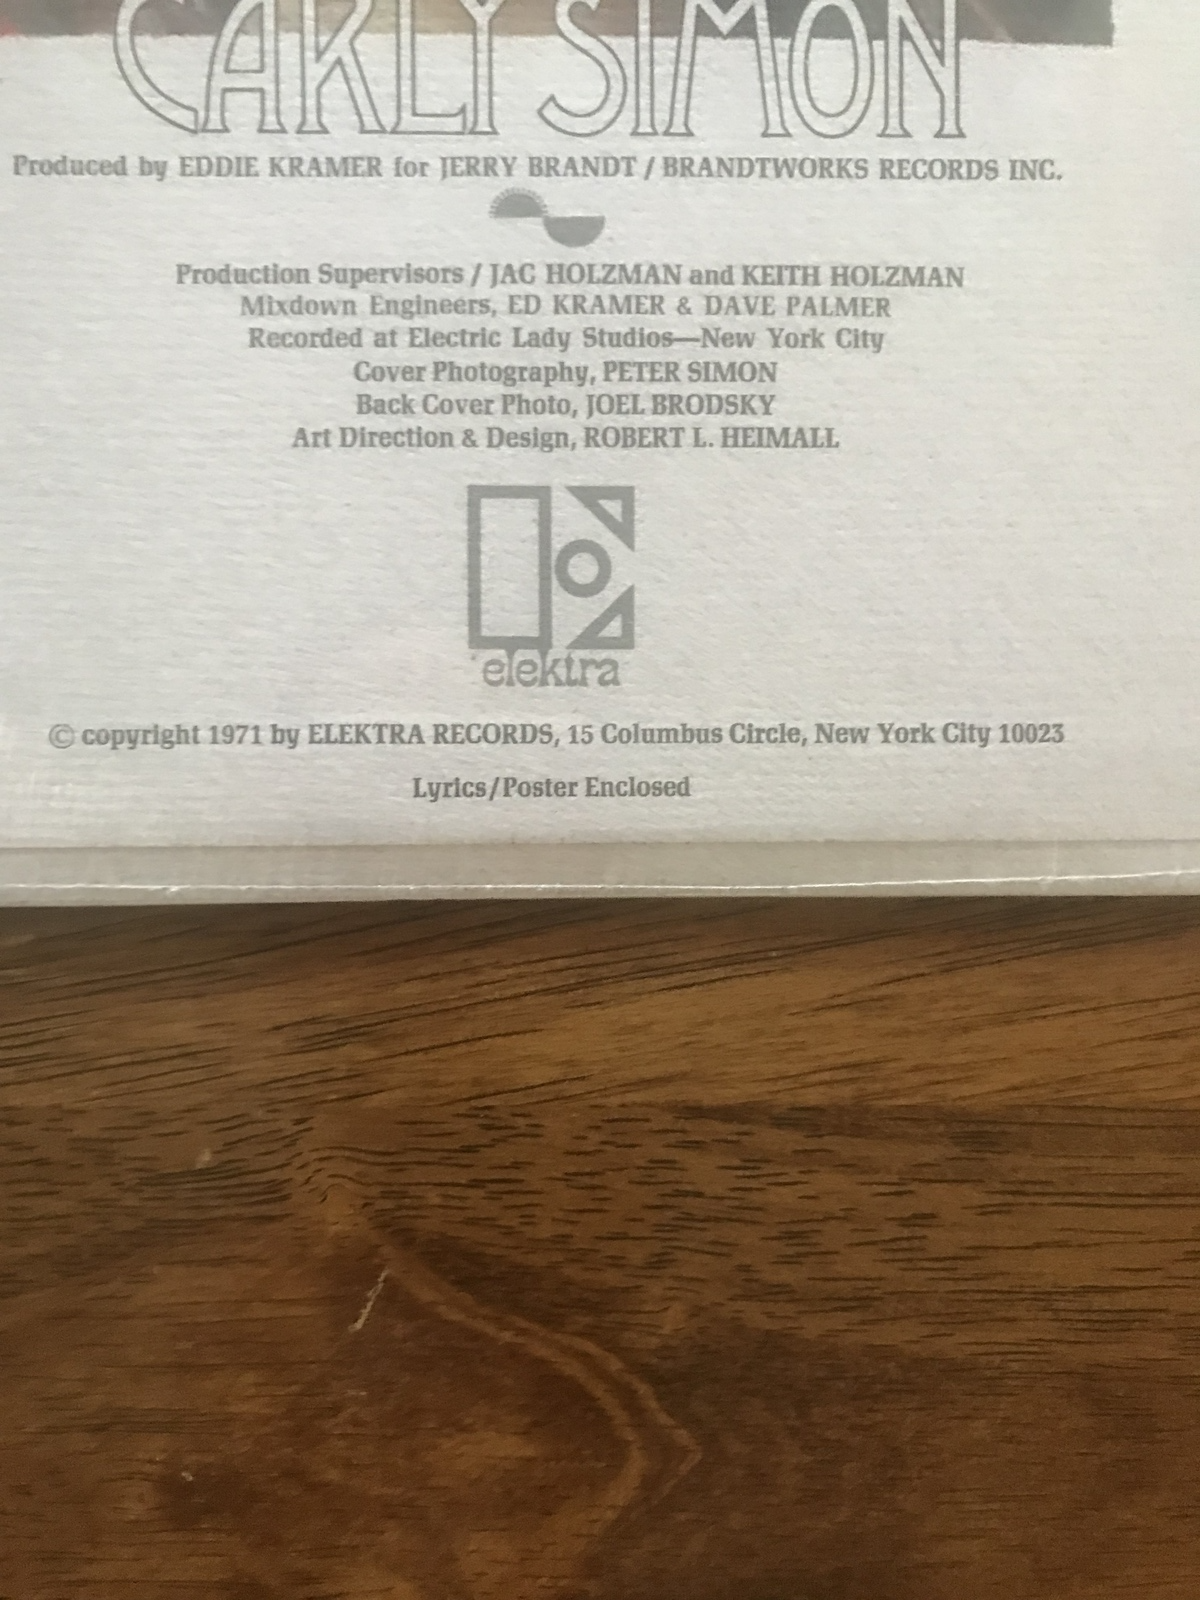 CARLY SIMON
Produced by EDDIE KRAMER for JERRY BRANDT / BRANDTWORKS RECORDS INC.
Production Supervisors / JAC HOLZMAN and KEITH HOLZMAN
Mixdown Engineers, ED KRAMER & DAVE PALMER
Recorded at Electric Lady Studios—New York City
Cover Photography, PETER SIMON
Back Cover Photo, JOEL BRODSKY
Art Direction & Design, ROBERT L. HEIMALL
elektra
© copyright 1971 by ELEKTRA RECORDS, 15 Columbus Circle, New York City 10023
Lyrics/Poster Enclosed